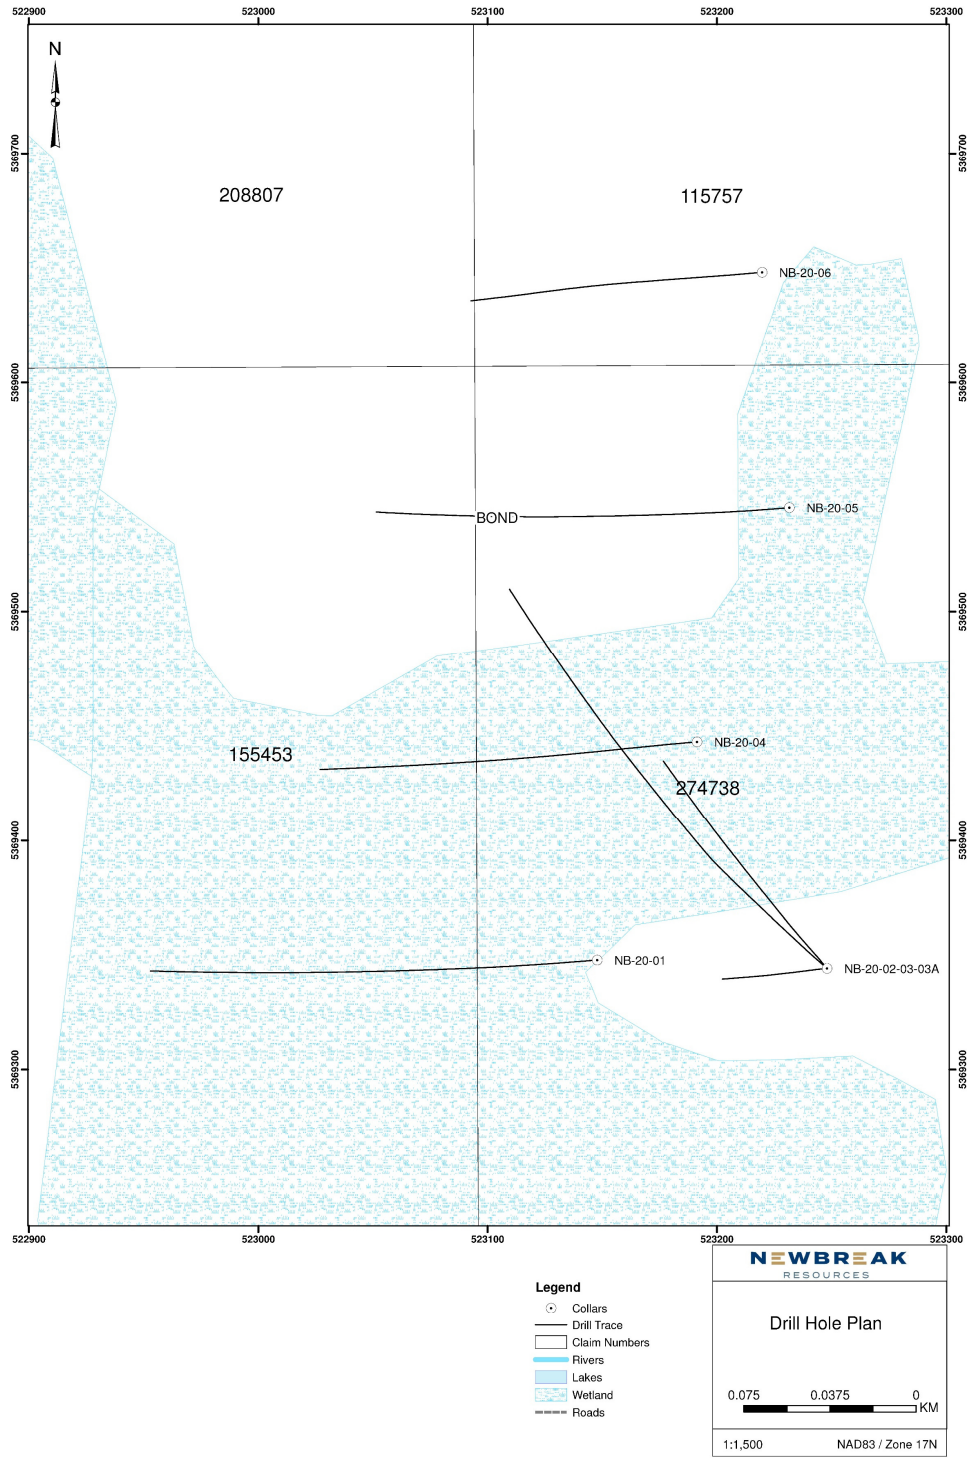 522900 523000 523100 523200 523300
N
5369700 5369700
208807 115757
NB-20-06
5369600 5369600
BOND NB-20-05
5369500 5369500
155453 NB-20-04
274738
5369400 5369400
NB-20-01 NB-20-02-03-03A
5369300 5369300
522900 523000 523100 523200 523300
Legend
Collars
Drill Trace
Claim Numbers
Rivers
Lakes
Wetland
Roads
NEWBREAK
RESOURCES
Drill Hole Plan
0.075 0.0375 0
KM
1:1,500 NAD83 / Zone 17N